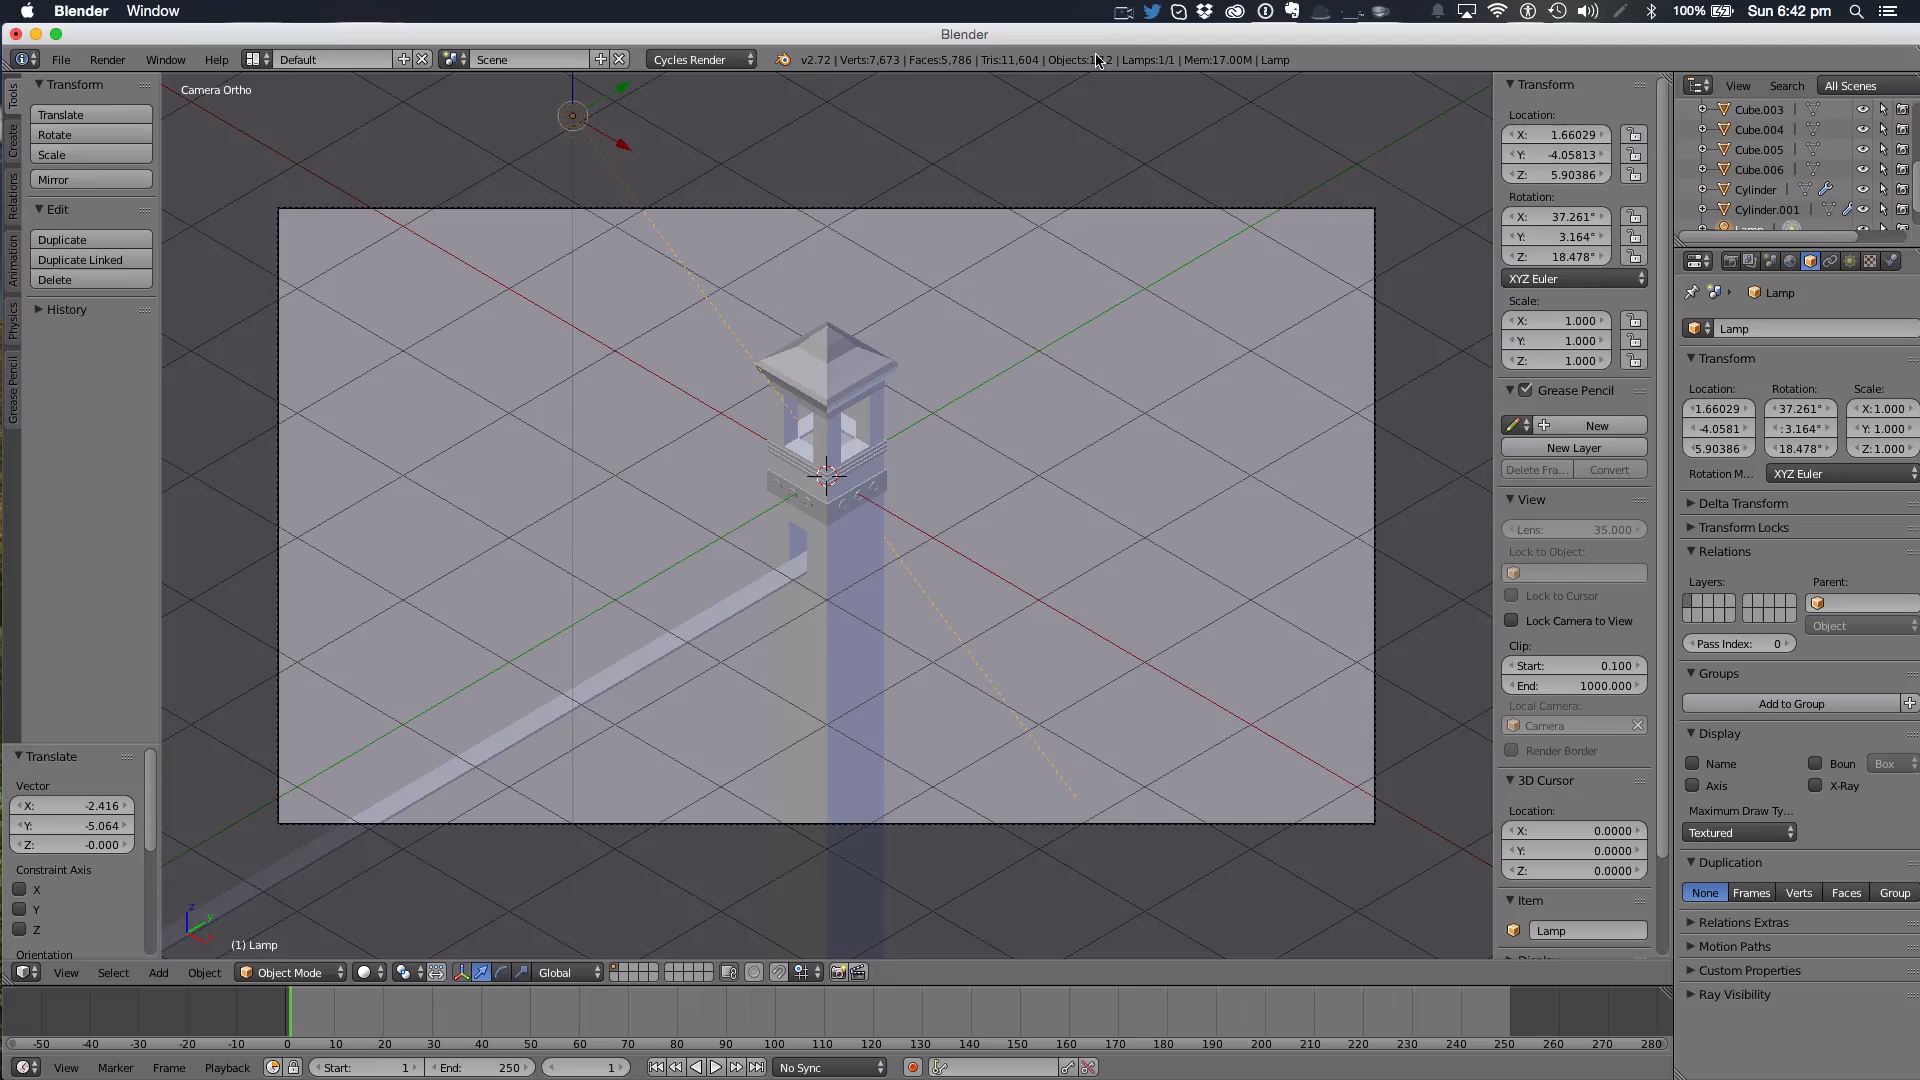 Blender Window
100% Sun 6:42 pm
Blender
File Render Window Help Default Scene Cycles Render v2.72 | Verts:7,673 | Faces:5,786 | Tris:11,604 | Lamps:1/1 | Mem:17.00M | Lamp
Tools
Create
Relations
Animation
Physics
Grease Pencil
Transform
Translate
Rotate
Scale
Mirror
Edit
Duplicate
Duplicate Linked
Delete
History
Translate
Vector
X: -2.416
Y: -5.064
Z: -0.000
Constraint Axis
X
Y
Z
Orientation
Camera Ortho
z
y
(1) Lamp
Transform
Location:
X: 1.66029
Y: -4.05813
Z: 5.90386
Rotation:
X: 37.261°
Y: 3.164°
Z: 18.478°
XYZ Euler
Scale:
X: 1.000
Y: 1.000
Z: 1.000
Grease Pencil
New
New Layer
Delete Fra... Convert
View
Lens: 35.000
Lock to Object:
Lock to Cursor
Lock Camera to View
Clip:
Start: 0.100
End: 1000.000
Local Camera:
Camera
Render Border
3D Cursor
Location:
X: 0.0000
Y: 0.0000
Z: 0.0000
Item
Lamp
View Search All Scenes
Cube.003
Cube.004
Cube.005
Cube.006
Cylinder
Cylinder.001
Lamp
Lamp
Transform
Location: Rotation: Scale:
1.66029 37.261° X:1.000
-4.0581 :3.164° Y: 1.000
5.90386 18.478° Z:1.000
Rotation M... XYZ Euler
Delta Transform
Transform Locks
Relations
Layers: Parent:
Object
Pass Index: 0
Groups
Add to Group
Display
Name Boun Box
Axis X-Ray
Maximum Draw Ty...
Textured
Duplication
None Frames Verts Faces Group
Relations Extras
Motion Paths
Custom Properties
Ray Visibility
View Select Add Object Object Mode Global
-50 -40 -30 -20 -10 0 10 20 30 40 50 60 70 80 90 100 110 120 130 140 150 160 170 180 190 200 210 220 230 240 250 260 270 280
View Marker Frame Playback Start: 1 End: 250 1 No Sync